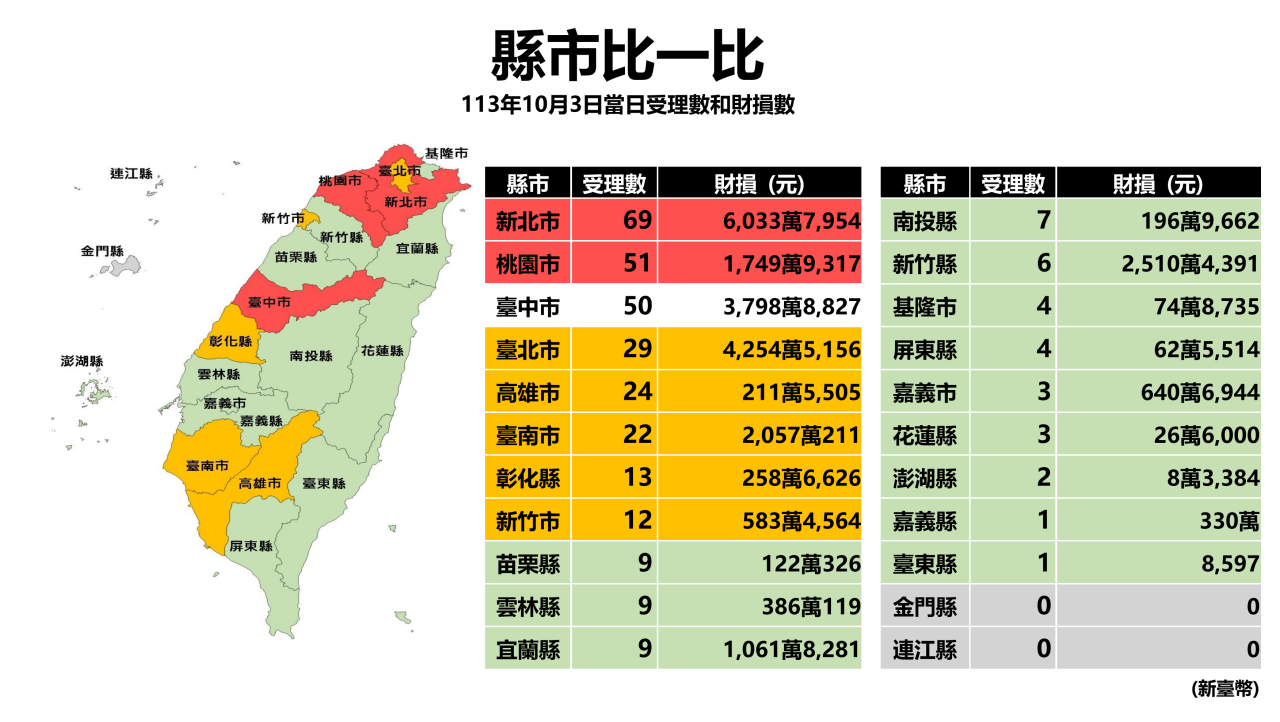 縣市比一比
113年10月3日當日受理數和財損數
基隆市
連江縣
臺北市
桃園市
新北市
新竹市
新竹縣
宜蘭縣
金門縣
苗栗縣
臺中市
彰化縣
南投縣
花蓮縣
澎湖縣
雲林縣
嘉義市
嘉義縣
臺南市
高雄市
臺東縣
屏東縣
縣市 受理數 財損 (元)
新北市 69 6,033萬7,954
桃園市 51 1,749萬9,317
臺中市 50 3,798萬8,827
臺北市 29 4,254萬5,156
高雄市 24 211萬5,505
臺南市 22 2,057萬211
彰化縣 13 258萬6,626
新竹市 12 583萬4,564
苗栗縣 9 122萬326
雲林縣 9 386萬119
宜蘭縣 9 1,061萬8,281
縣市 受理數 財損 (元)
南投縣 7 196萬9,662
新竹縣 6 2,510萬4,391
基隆市 4 74萬8,735
屏東縣 4 62萬5,514
嘉義市 3 640萬6,944
花蓮縣 3 26萬6,000
澎湖縣 2 8萬3,384
嘉義縣 1 330萬
臺東縣 1 8,597
金門縣 0 0
連江縣 0 0
(新臺幣)